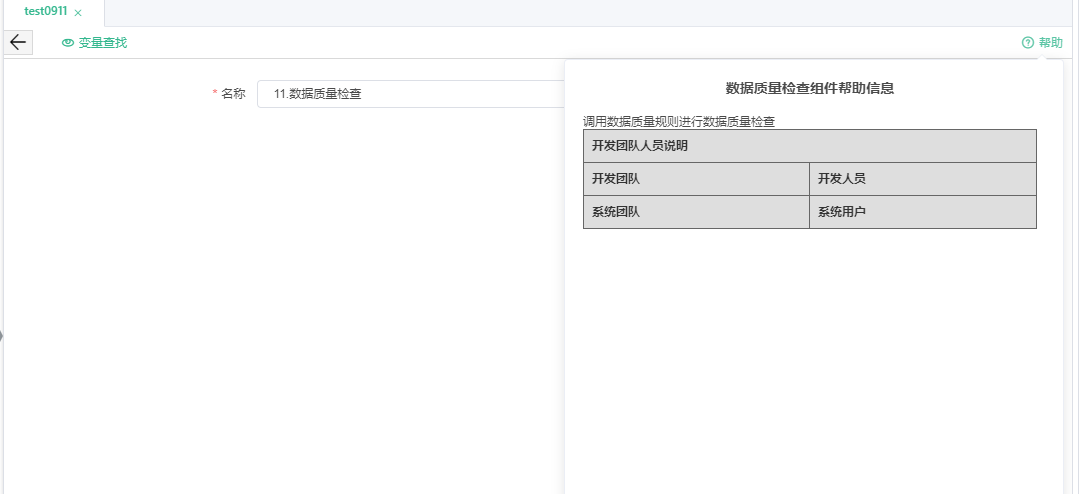 test0911 ×
变量查找
帮助
* 名称 11.数据质量检查
数据质量检查组件帮助信息
调用数据质量规则进行数据质量检查
开发团队人员说明
开发团队 开发人员
系统团队 系统用户